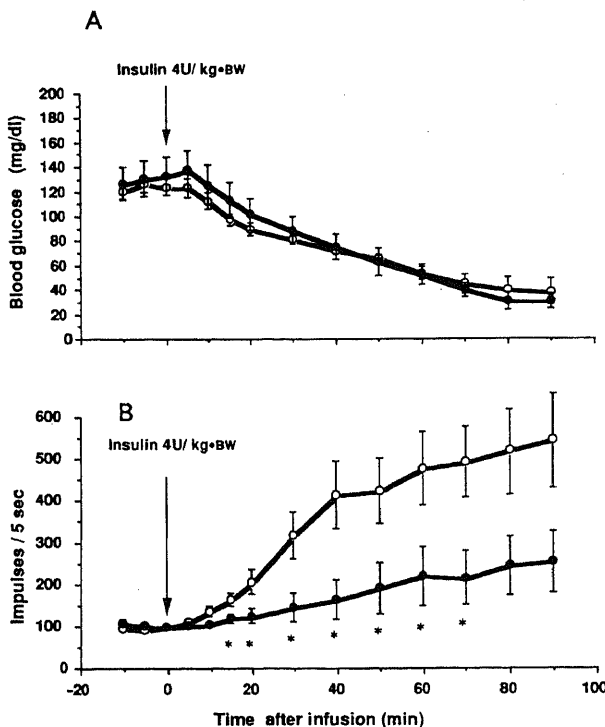 A
Insulin 4U/ kg•BW
200
180
160
140
120
100
80
60
40
20
0
Blood glucose (mg/dl)
B
Insulin 4U/ kg•BW
600
500
400
300
200
100
0
Impulses / 5 sec
* * * * * * *
-20 0 20 40 60 80 100
Time after infusion (min)